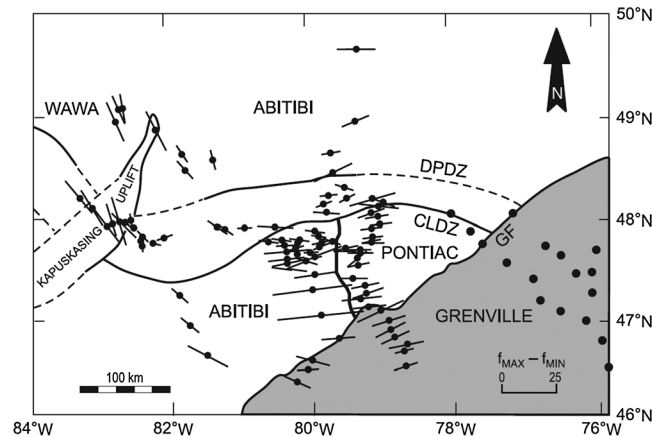 50°N
N
WAWA
ABITIBI
49°N
DPDZ
UPLIFT
KAPUSKASING
48°N
CLDZ
GF
PONTIAC
ABITIBI
GRENVILLE
47°N
fMAX – fMIN
0 25
100 km
46°N
84°W 82°W 80°W 78°W 76°W